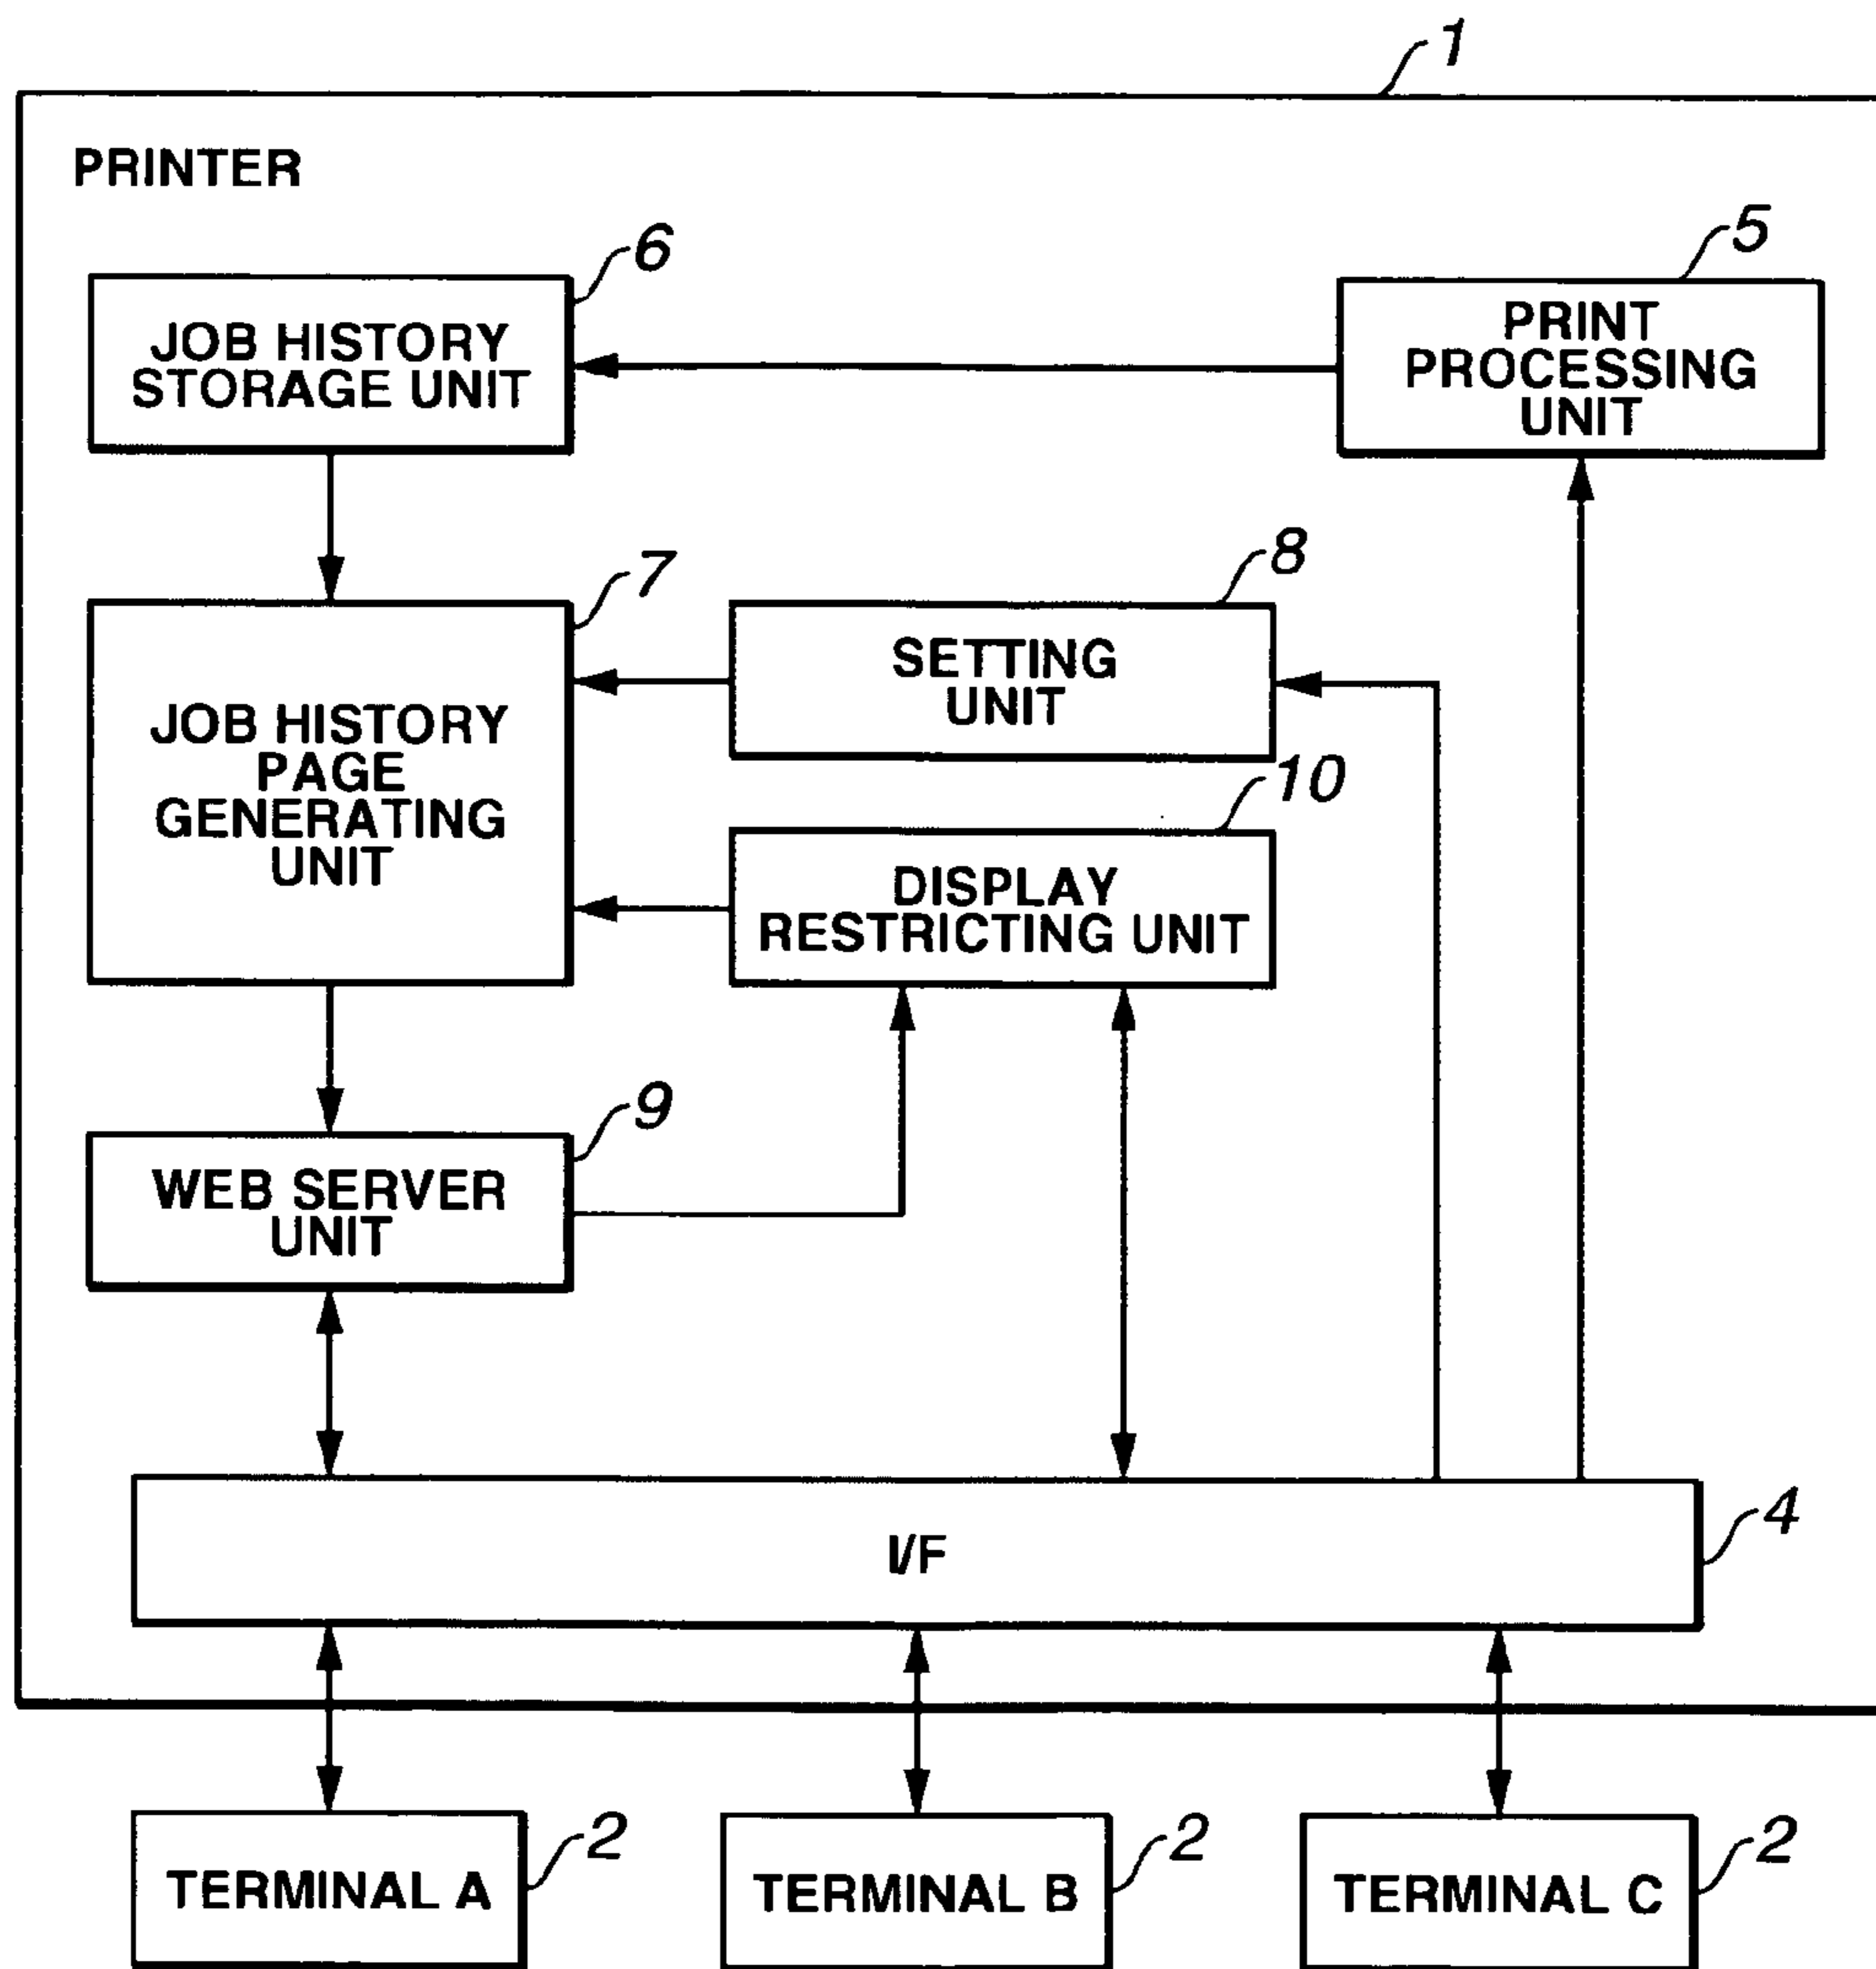 1
PRINTER
6
JOB HISTORY
STORAGE UNIT
5
PRINT
PROCESSING
UNIT
7
JOB HISTORY
PAGE
GENERATING
UNIT
8
SETTING
UNIT
10
DISPLAY
RESTRICTING UNIT
9
WEB SERVER
UNIT
I/F
4
TERMINAL A
2
TERMINAL B
2
TERMINAL C
2